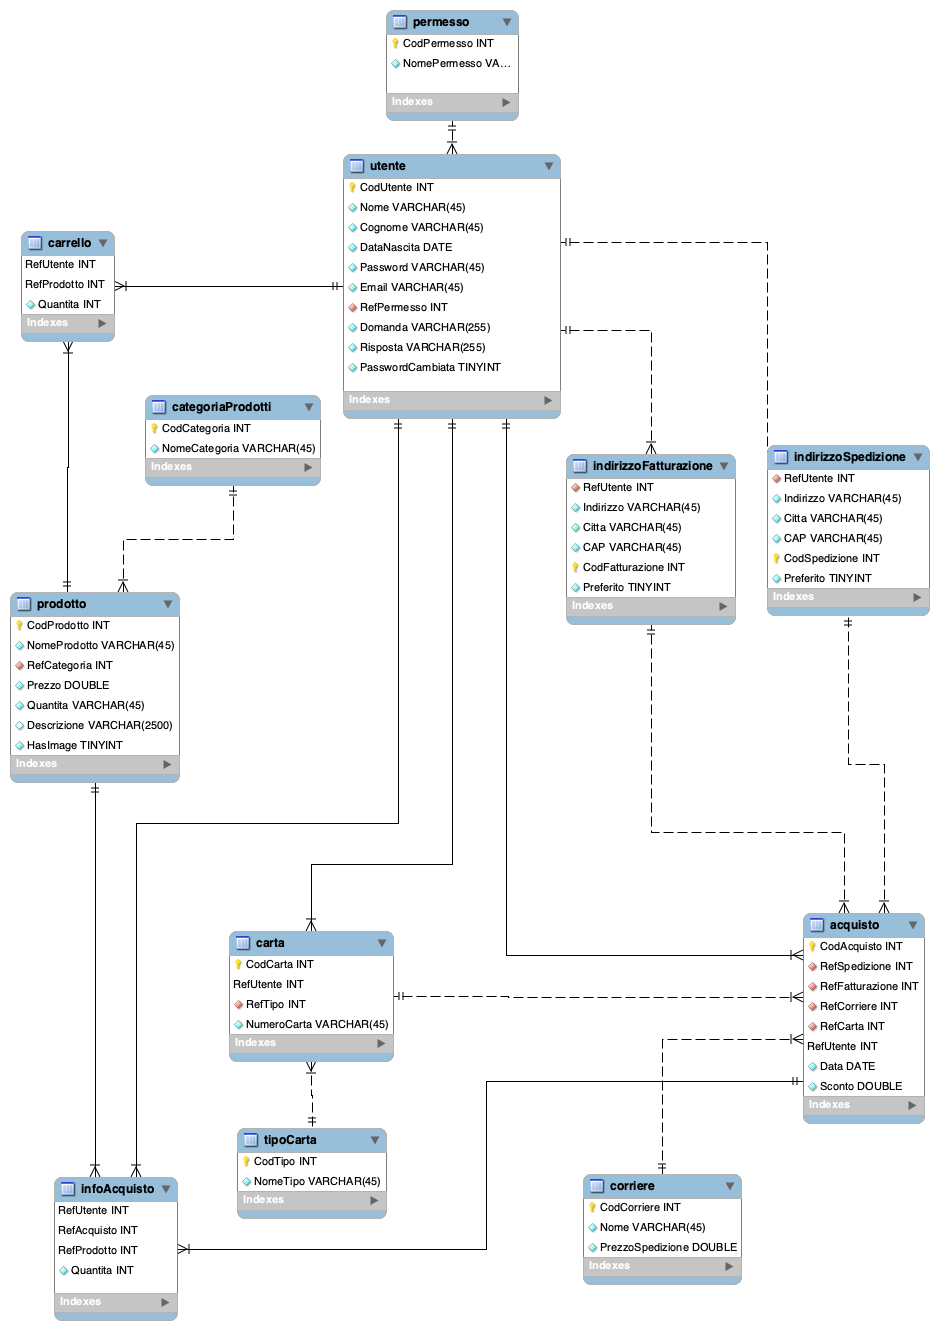 permesso
CodPermesso INT
NomePermesso VA...
Indexes
utente
CodUtente INT
Nome VARCHAR(45)
Cognome VARCHAR(45)
DataNascita DATE
Password VARCHAR(45)
Email VARCHAR(45)
RefPermesso INT
Domanda VARCHAR(255)
Risposta VARCHAR(255)
PasswordCambiata TINYINT
Indexes
carrello
RefUtente INT
RefProdotto INT
Quantita INT
Indexes
categoriaProdotti
CodCategoria INT
NomeCategoria VARCHAR(45)
Indexes
indirizzoFatturazione
RefUtente INT
Indirizzo VARCHAR(45)
Citta VARCHAR(45)
CAP VARCHAR(45)
CodFatturazione INT
Preferito TINYINT
Indexes
indirizzoSpedizione
RefUtente INT
Indirizzo VARCHAR(45)
Citta VARCHAR(45)
CAP VARCHAR(45)
CodSpedizione INT
Preferito TINYINT
Indexes
prodotto
CodProdotto INT
NomeProdotto VARCHAR(45)
RefCategoria INT
Prezzo DOUBLE
Quantita VARCHAR(45)
Descrizione VARCHAR(2500)
HasImage TINYINT
Indexes
carta
CodCarta INT
RefUtente INT
RefTipo INT
NumeroCarta VARCHAR(45)
Indexes
acquisto
CodAcquisto INT
RefSpedizione INT
RefFatturazione INT
RefCorriere INT
RefCarta INT
RefUtente INT
Data DATE
Sconto DOUBLE
Indexes
tipoCarta
CodTipo INT
NomeTipo VARCHAR(45)
Indexes
infoAcquisto
RefUtente INT
RefAcquisto INT
RefProdotto INT
Quantita INT
Indexes
corriere
CodCorriere INT
Nome VARCHAR(45)
PrezzoSpedizione DOUBLE
Indexes